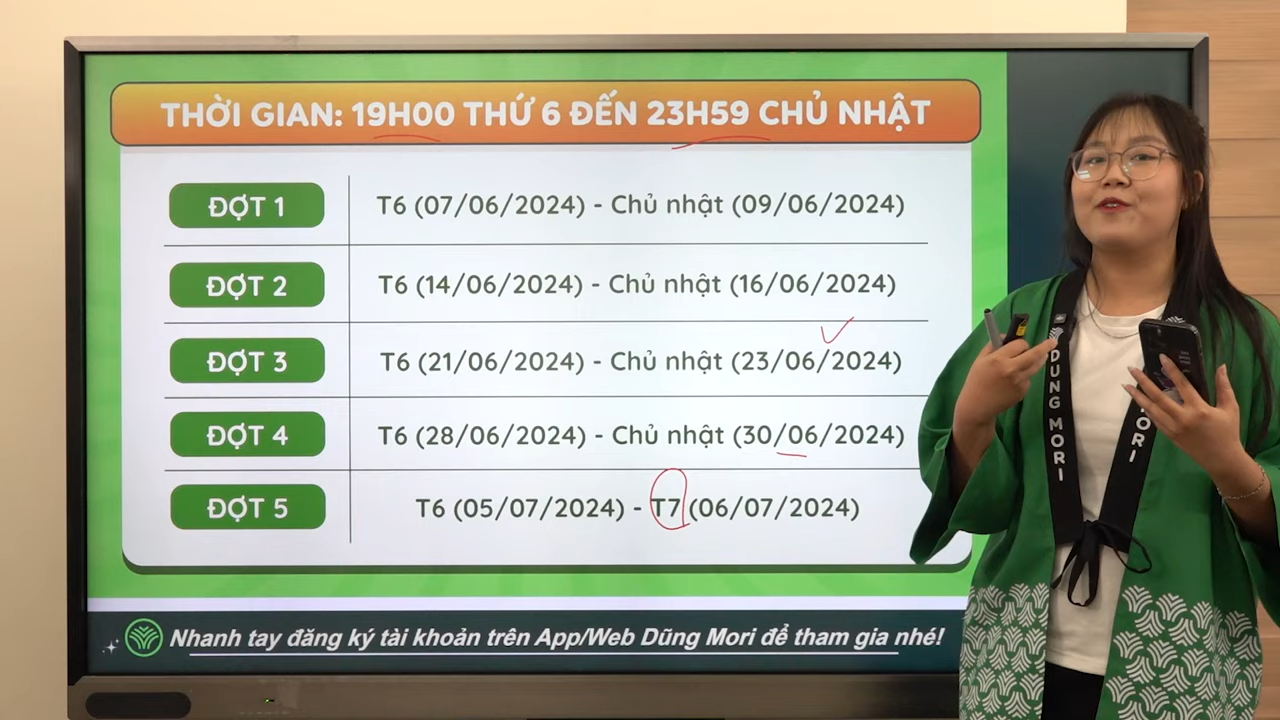 THỜI GIAN: 19H00 THỨ 6 ĐẾN 23H59 CHỦ NHẬT
ĐỢT 1 T6 (07/06/2024) - Chủ nhật (09/06/2024)
ĐỢT 2 T6 (14/06/2024) - Chủ nhật (16/06/2024)
ĐỢT 3 T6 (21/06/2024) - Chủ nhật (23/06/2024)
ĐỢT 4 T6 (28/06/2024) - Chủ nhật (30/06/2024)
ĐỢT 5 T6 (05/07/2024) - T7 (06/07/2024)
Nhanh tay đăng ký tài khoản trên App/Web Dũng Mori để tham gia nhé!
DUNG MORI
ORI